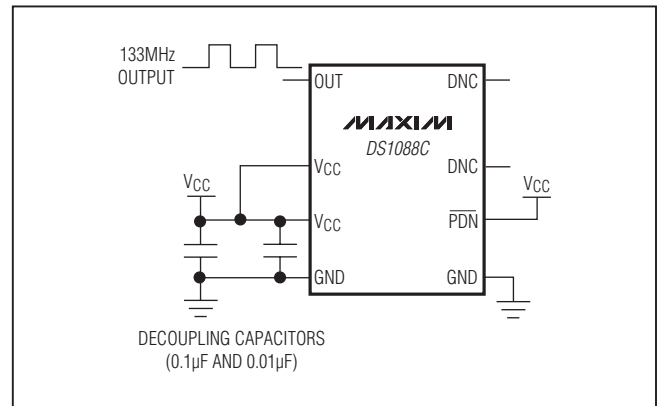 133MHz
OUTPUT
OUT
DNC
MAXIM
DS1088C
VCC
DNC
VCC
VCC
VCC
PDN
GND
GND
DECOUPLING CAPACITORS
(0.1µF AND 0.01µF)